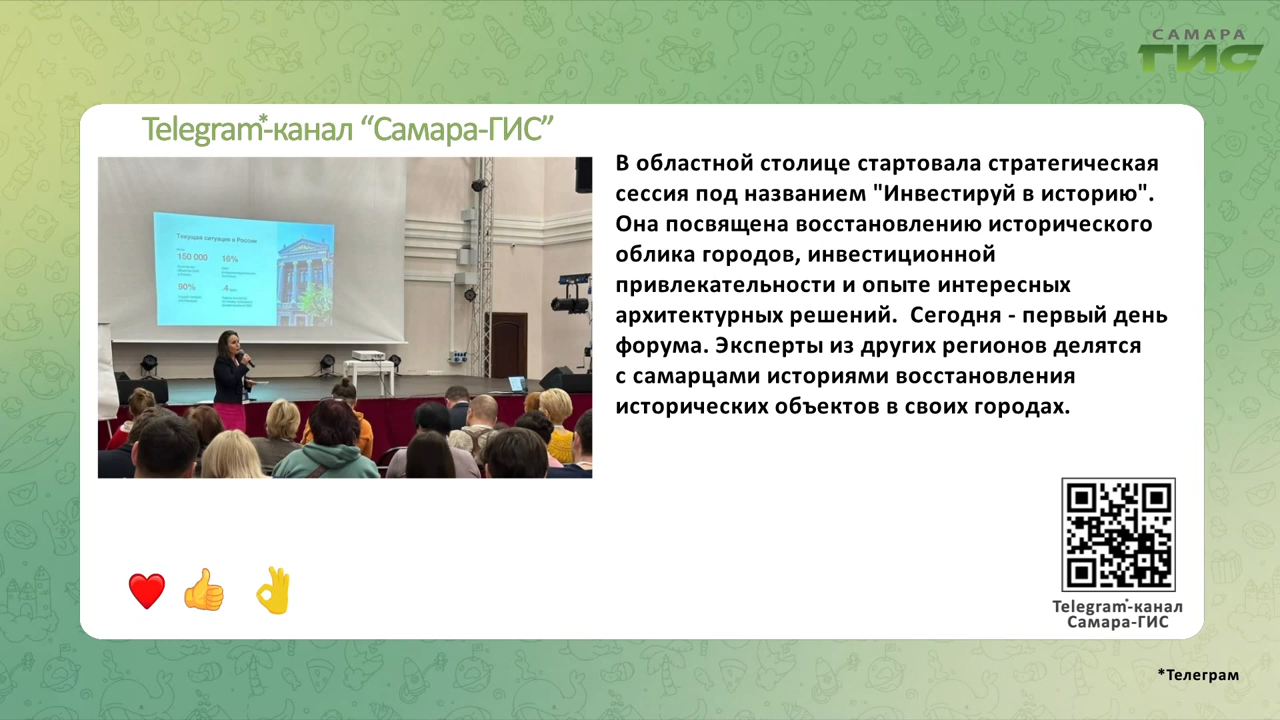 САМАРА
ГИС
Telegram*-канал “Самара-ГИС”
В областной столице стартовала стратегическая
сессия под названием "Инвестируй в историю".
Она посвящена восстановлению исторического
облика городов, инвестиционной
привлекательности и опыте интересных
архитектурных решений. Сегодня - первый день
форума. Эксперты из других регионов делятся
с самарцами историями восстановления
исторических объектов в своих городах.
Текущая ситуация в России
150 000
16%
90%
Telegram*-канал
Самара-ГИС
*Телеграм